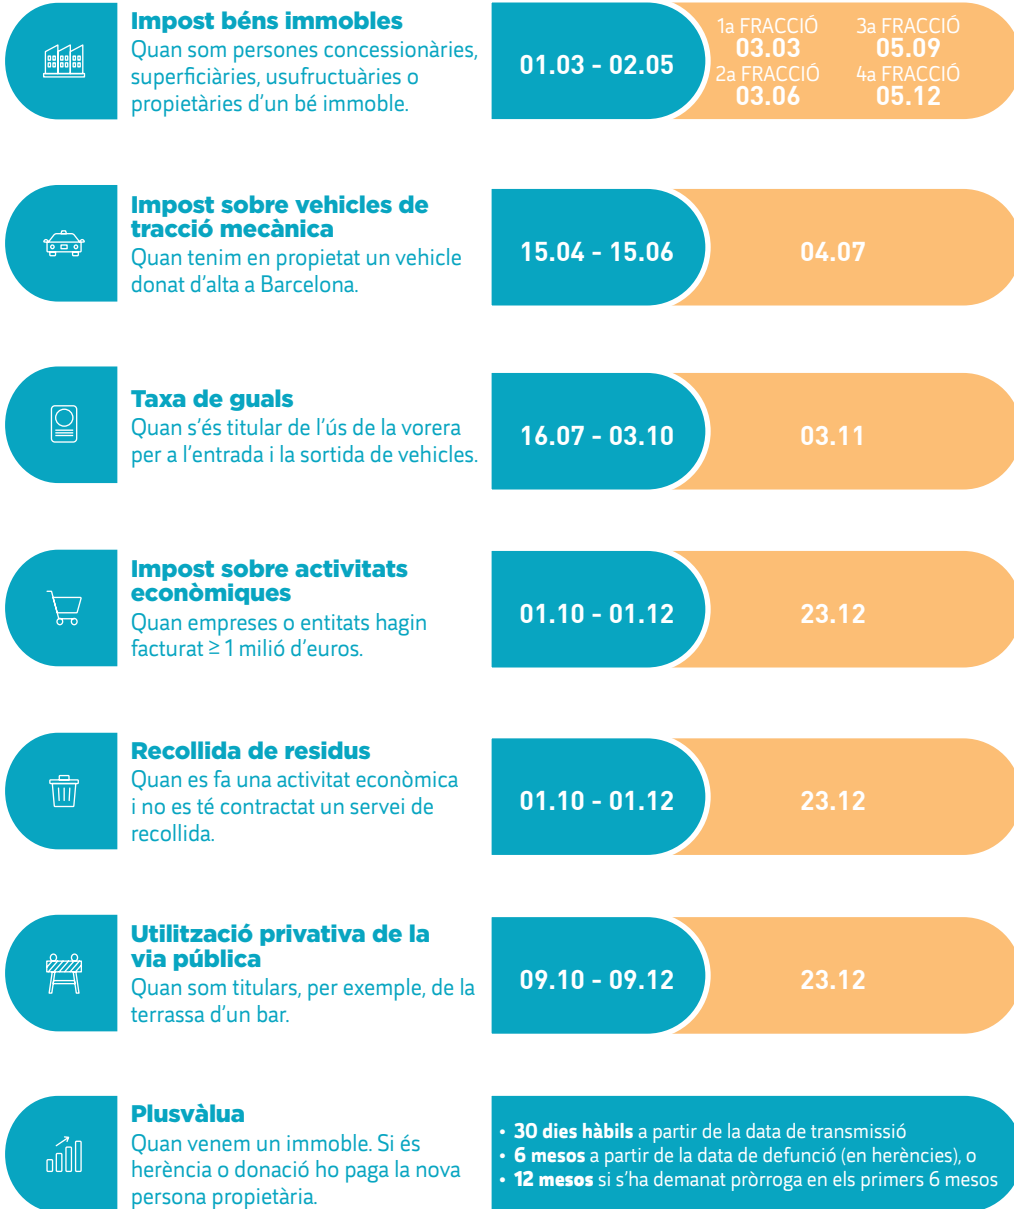 Impost béns immobles
Quan som persones concessionàries,
superficiàries, usufructuàries o
propietàries d'un bé immoble.
01.03 - 02.05
1a FRACCIÓ
03.03
2a FRACCIÓ
03.06
3a FRACCIÓ
05.09
4a FRACCIÓ
05.12
Impost sobre vehicles de
tracció mecànica
Quan tenim en propietat un vehicle
donat d'alta a Barcelona.
15.04 - 15.06
04.07
Taxa de guals
Quan s'és titular de l'ús de la vorera
per a l'entrada i la sortida de vehicles.
16.07 - 03.10
03.11
Impost sobre activitats
econòmiques
Quan empreses o entitats hagin
facturat ≥ 1 milió d'euros.
01.10 - 01.12
23.12
Recollida de residus
Quan es fa una activitat econòmica
i no es té contractat un servei de
recollida.
01.10 - 01.12
23.12
Utilització privativa de la
via pública
Quan som titulars, per exemple, de la
terrassa d'un bar.
09.10 - 09.12
23.12
Plusvàlua
Quan venem un immoble. Si és
herència o donació ho paga la nova
persona propietària.
• 30 dies hàbils a partir de la data de transmissió
• 6 mesos a partir de la data de defunció (en herències), o
• 12 mesos si s'ha demanat pròrroga en els primers 6 mesos